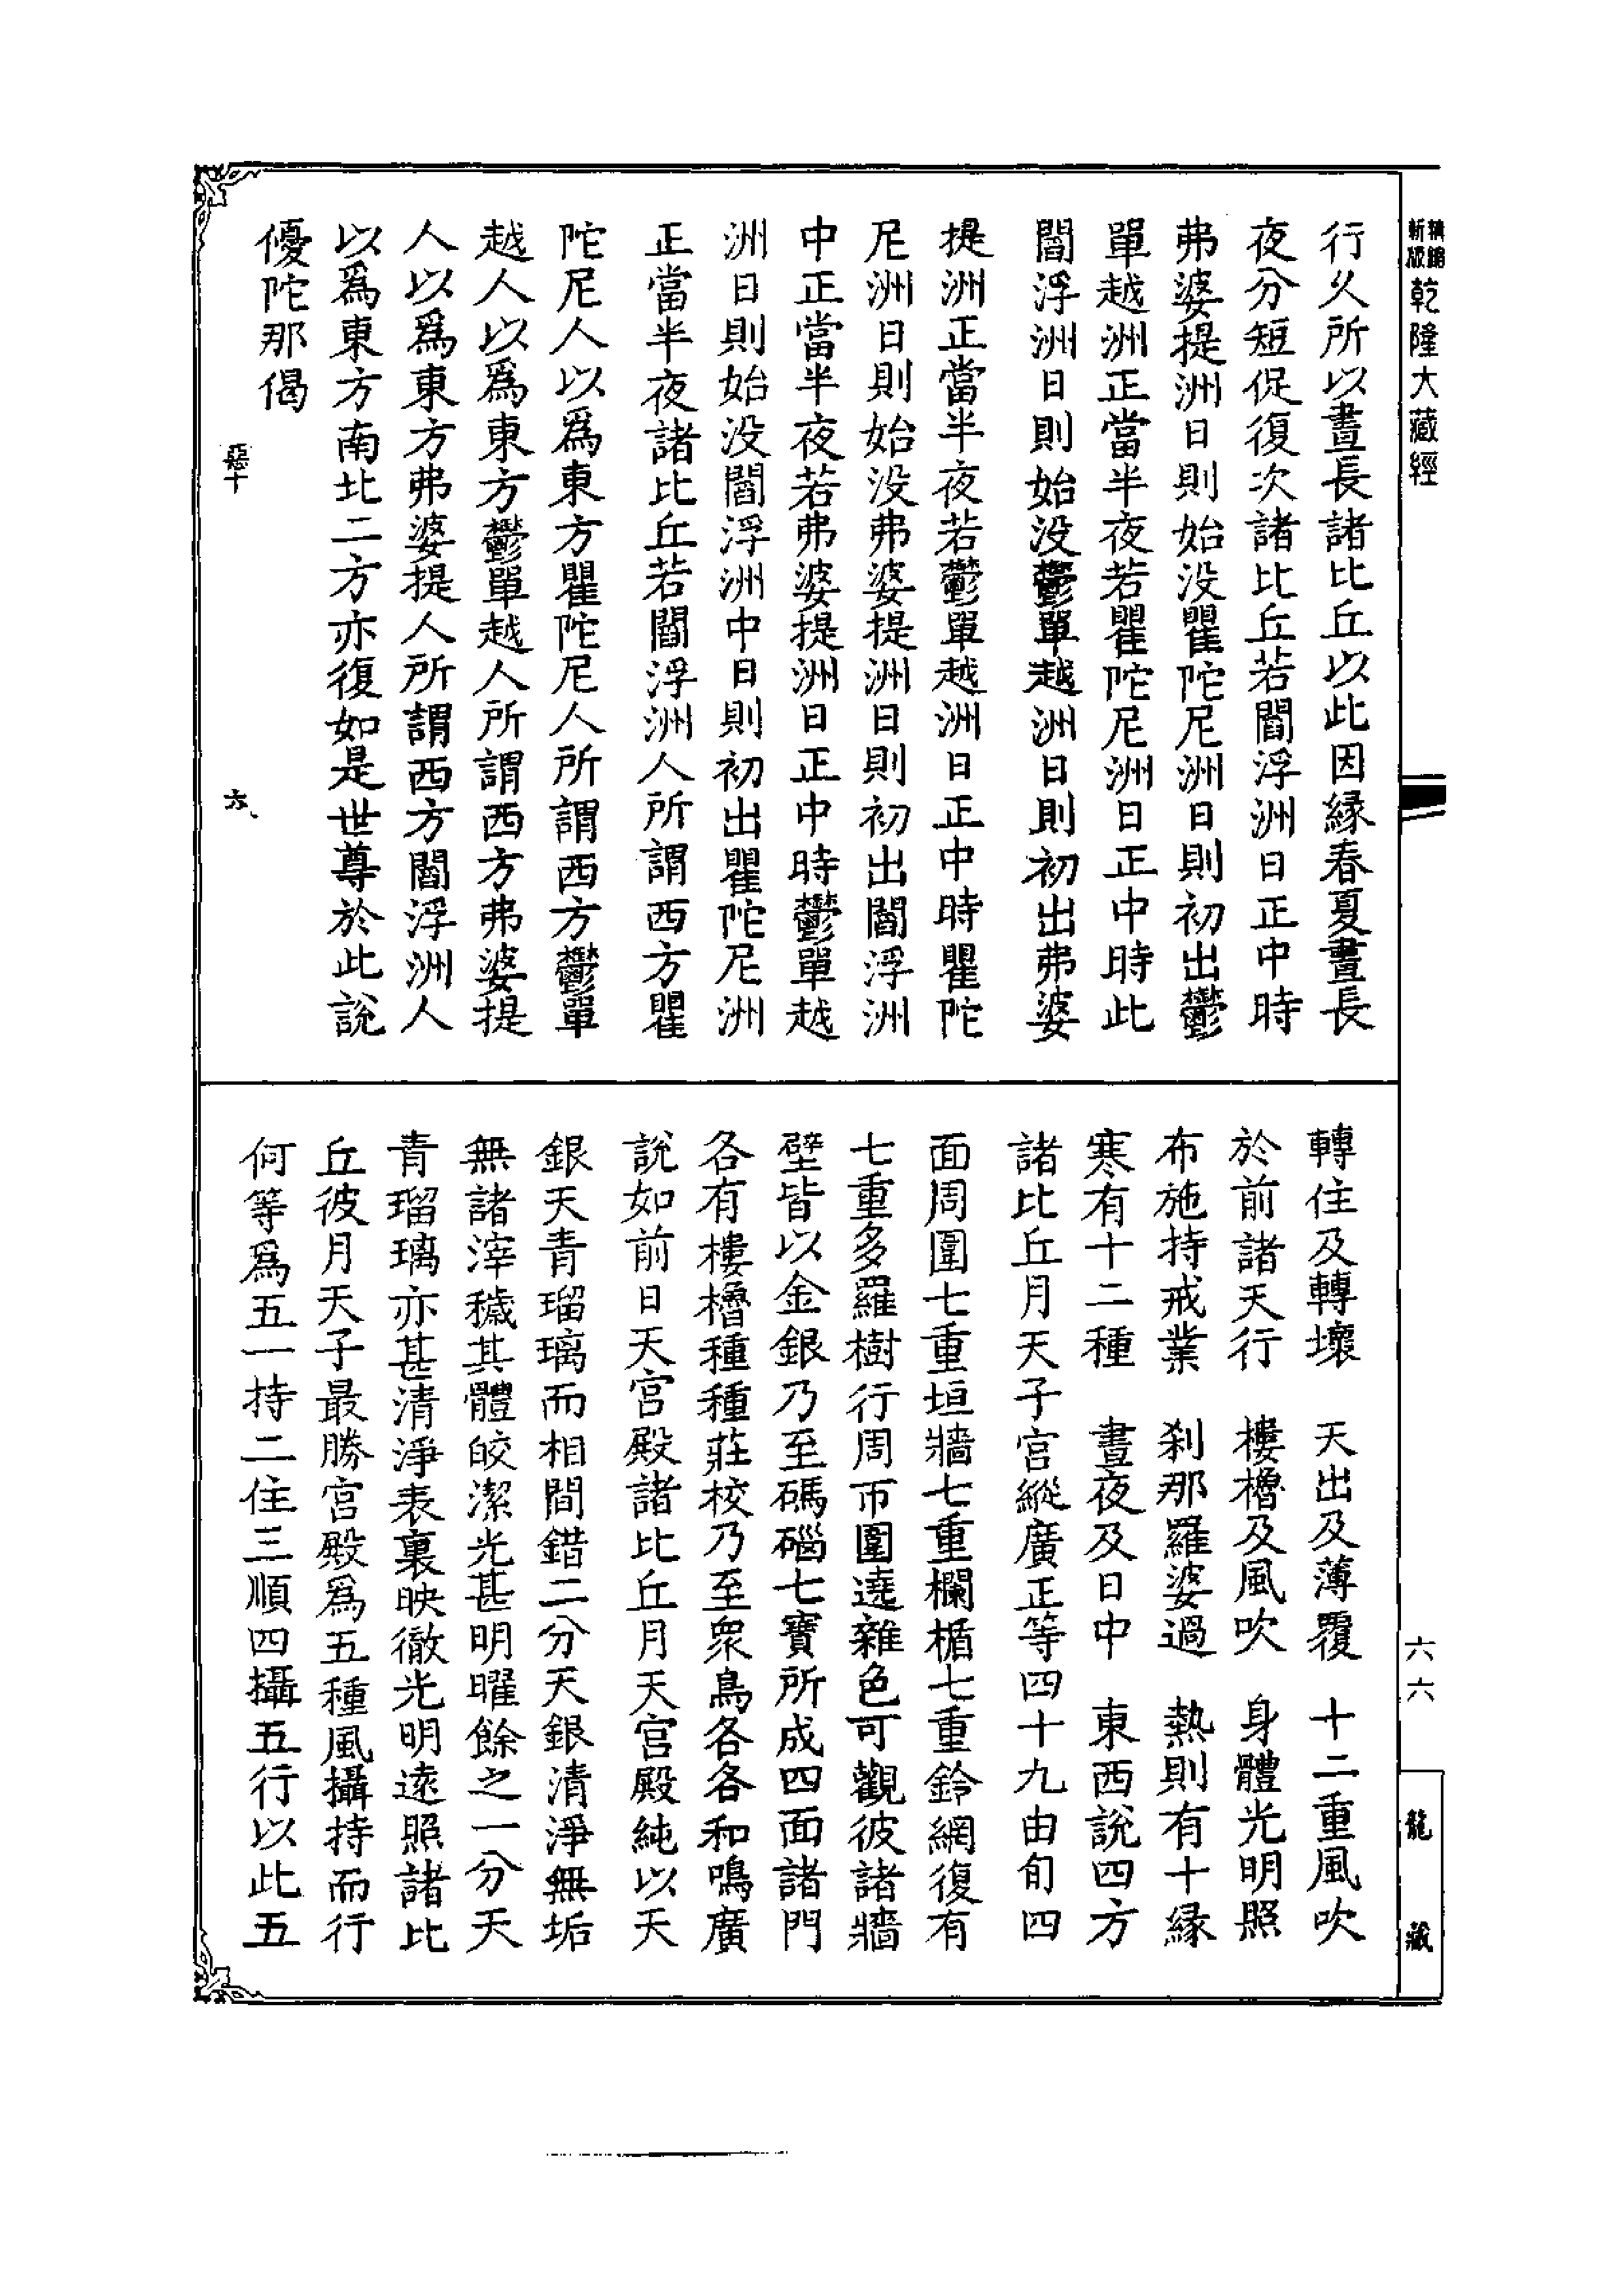 精縮新版乾隆大藏經
行久所以晝長諸比丘以此因緣春夏晝長
夜分短促復次諸比丘若閻浮洲日正中時
弗婆提洲日則始没瞿陀尼洲日則初出鬱
單越洲正當半夜若瞿陀尼洲日正中時此
閻浮洲日則始没鬱單越洲日則初出弗婆
提洲正當半夜若鬱單越洲日正中時瞿陀
尼洲日則始没弗婆提洲日則初出閻浮洲
中正當半夜若弗婆提洲日正中時鬱單越
洲日則始没閻浮洲中日則初出瞿陀尼洲
正當半夜諸比丘若閻浮洲人所謂西方瞿
陀尼人以爲東方瞿陀尼人所謂西方鬱單
越人以爲東方鬱單越人所謂西方弗婆提
人以爲東方弗婆提人所謂西方閻浮洲人
以爲東方南北二方亦復如是世尊於此說
優陀那偈
惡十 六
轉住及轉壞 天出及薄覆 十二重風吹
於前諸天行 樓櫓及風吹 身體光明照
布施持戒業 刹那羅婆過 熱則有十緣
寒有十二種 晝夜及日中 東西說四方
諸比丘月天子宮縱廣正等四十九由旬四
面周圍七重垣牆七重欄楯七重鈴網復有
七重多羅樹行周帀圍遶雜色可觀彼諸牆
壁皆以金銀乃至碼碯七寶所成四面諸門
各有樓櫓種種莊校乃至眾鳥各各和鳴廣
說如前日天宮殿諸比丘月天宮殿純以天
銀天青瑠璃而相間錯二分天銀清淨無垢
無諸滓穢其體皎潔光甚明曜餘之一分天
青瑠璃亦甚清淨表裏映徹光明遠照諸比
丘彼月天子最勝宮殿爲五種風攝持而行
何等爲五一持二住三順四攝五行以此五
六六
龍藏